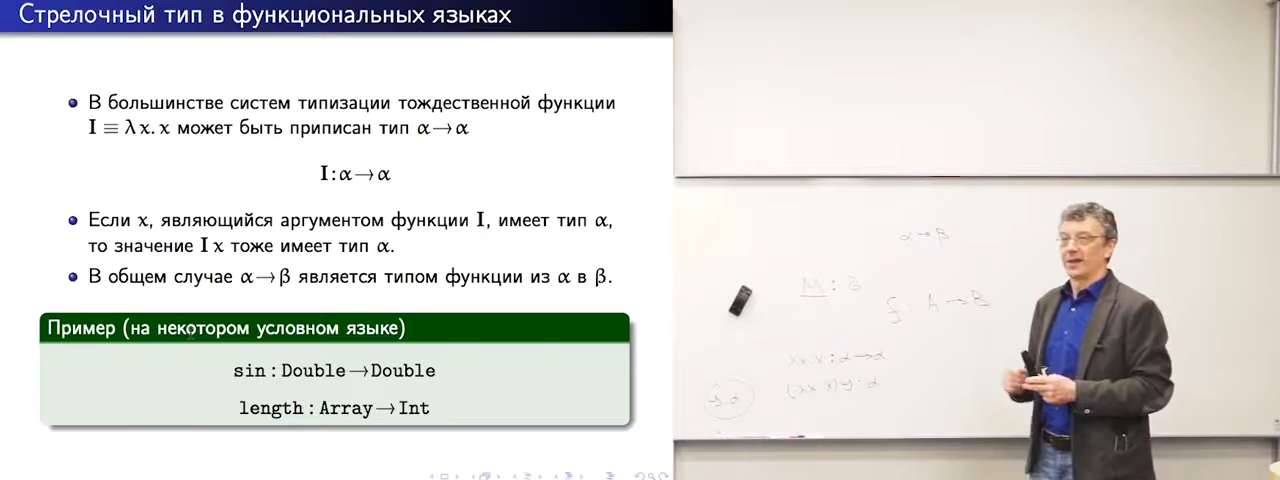 Стрелочный тип в функциональных языках
В большинстве систем типизации тождественной функции
I ≡ λ x. x может быть приписан тип α→α
I : α→α
Если x, являющийся аргументом функции I, имеет тип α,
то значение I x тоже имеет тип α.
В общем случае α→β является типом функции из α в β.
Пример (на некотором условном языке)
sin : Double→Double
length : Array→Int
α→β
M : σ
f : A→B
λx.x : α→α
(λx.x)y : α
y:α